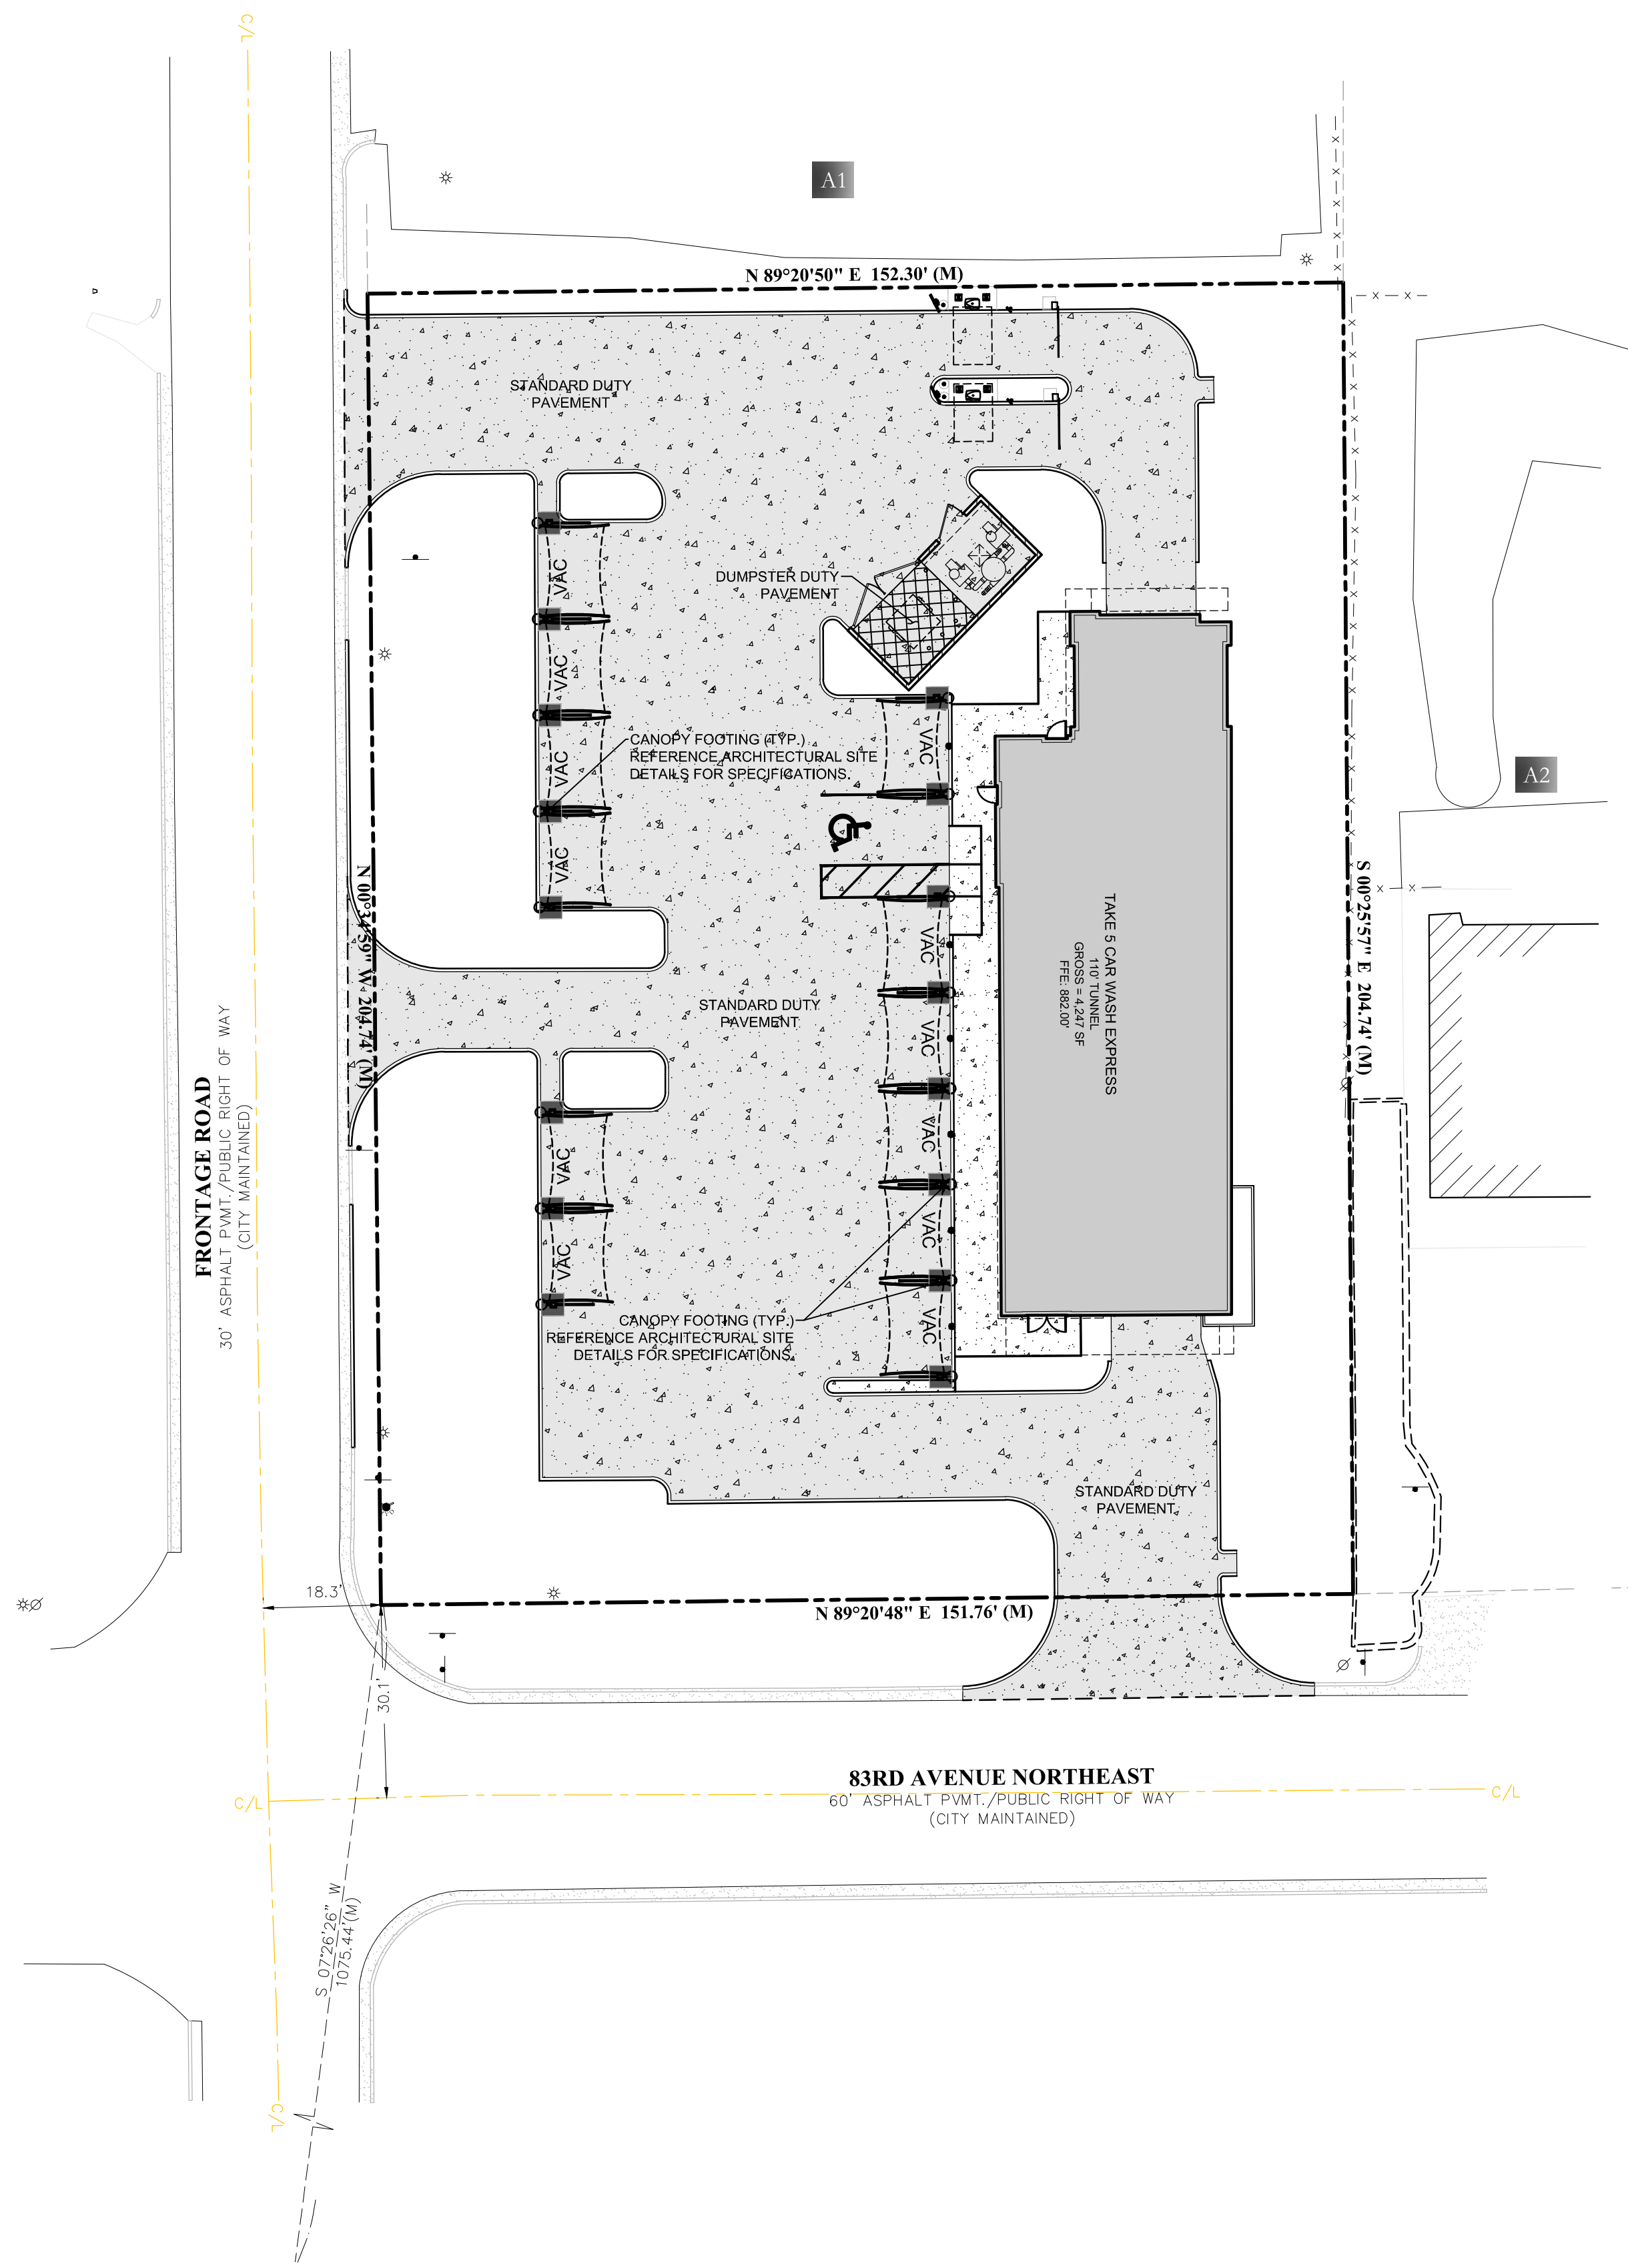 C/L
A1
N 89°20'50" E 152.30' (M)
STANDARD DUTY
PAVEMENT
DUMPSTER DUTY
PAVEMENT
VAC
VAC
VAC
VAC
CANOPY FOOTING (TYP.)
REFERENCE ARCHITECTURAL SITE
DETAILS FOR SPECIFICATIONS.
VAC
A2
TAKE 5 CAR WASH EXPRESS
110' TUNNEL
GROSS = 4,247 SF
FFE: 882.00'
N 00°34'59" W 204.74' (M)
S 00°25'57" E 204.74' (M)
STANDARD DUTY
PAVEMENT
FRONTAGE ROAD
30' ASPHALT PVMT./PUBLIC RIGHT OF WAY
(CITY MAINTAINED)
VAC
VAC
VAC
VAC
VAC
VAC
VAC
CANOPY FOOTING (TYP.)
REFERENCE ARCHITECTURAL SITE
DETAILS FOR SPECIFICATIONS.
STANDARD DUTY
PAVEMENT
18.3'
N 89°20'48" E 151.76' (M)
30.1'
83RD AVENUE NORTHEAST
60' ASPHALT PVMT./PUBLIC RIGHT OF WAY
(CITY MAINTAINED)
C/L
C/L
S 07°26'26" W
1075.44'(M)
C/L